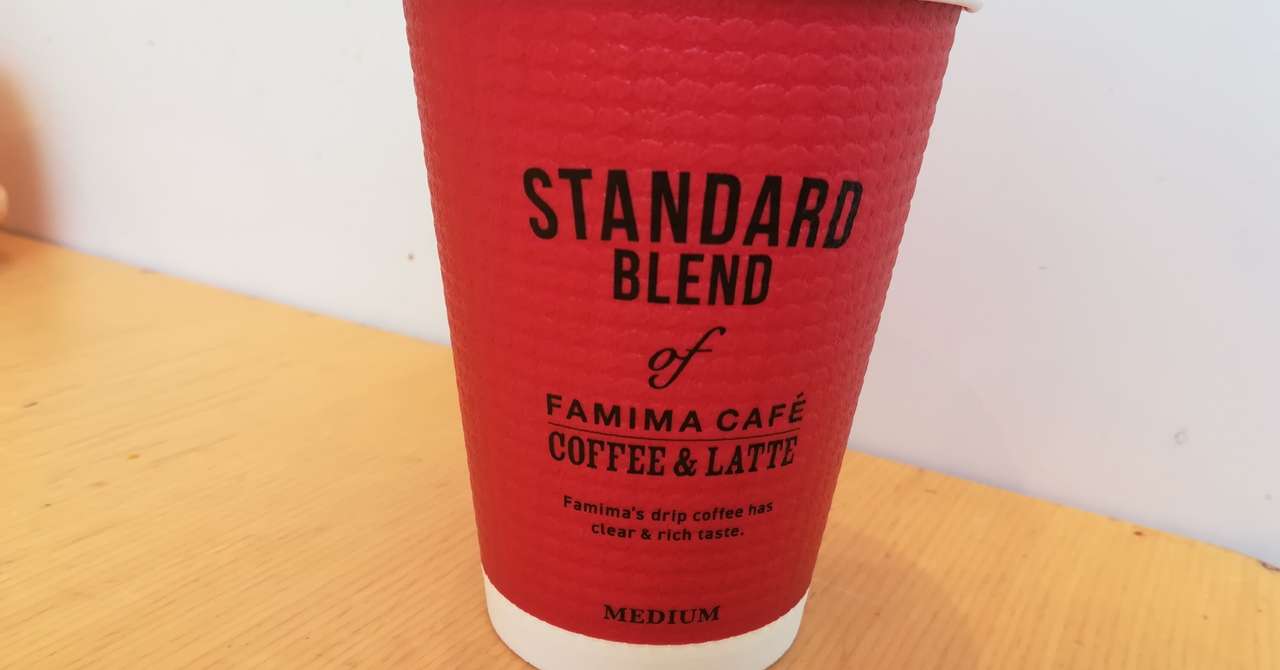 STANDARD
BLEND
of
FAMIMA CAFÉ
COFFEE & LATTE
Famima's drip coffee has
clear & rich taste.
MEDIUM